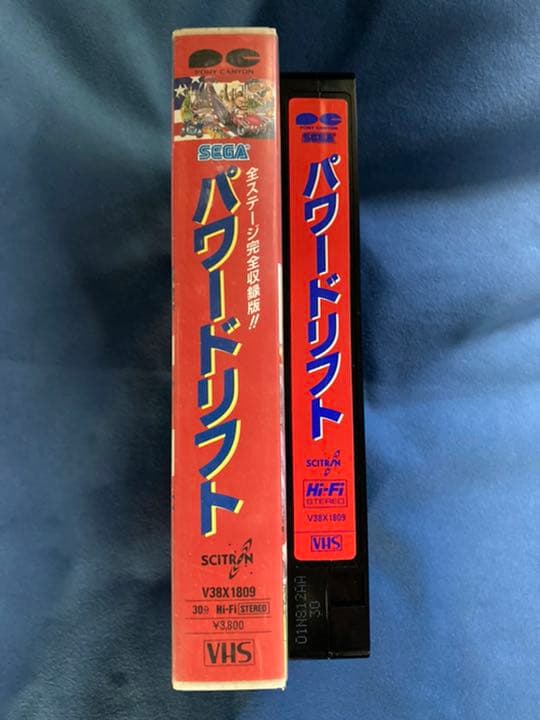 PONY CANYON
SEGA
全ステージ完全収録版!!
パワードリフト
SCITRON
V38X1809
30分 Hi-Fi STEREO
¥3,800
VHS
PONY CANYON
SEGA
パワードリフト
SCITRON
Hi-Fi
STEREO
V38X1809
VHS
01N812AA
30